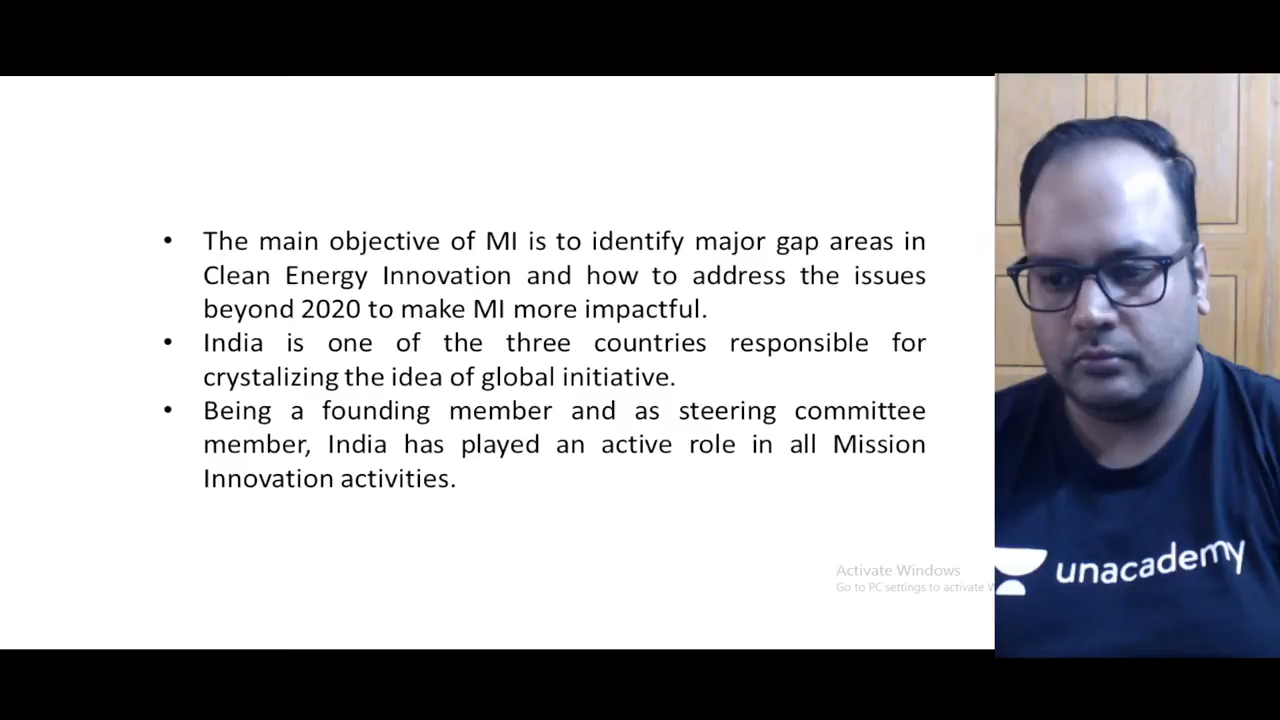 • The main objective of MI is to identify major gap areas in
Clean Energy Innovation and how to address the issues
beyond 2020 to make MI more impactful.
• India is one of the three countries responsible for
crystalizing the idea of global initiative.
• Being a founding member and as steering committee
member, India has played an active role in all Mission
Innovation activities.
Activate Windows
Go to PC settings to activate
unacademy